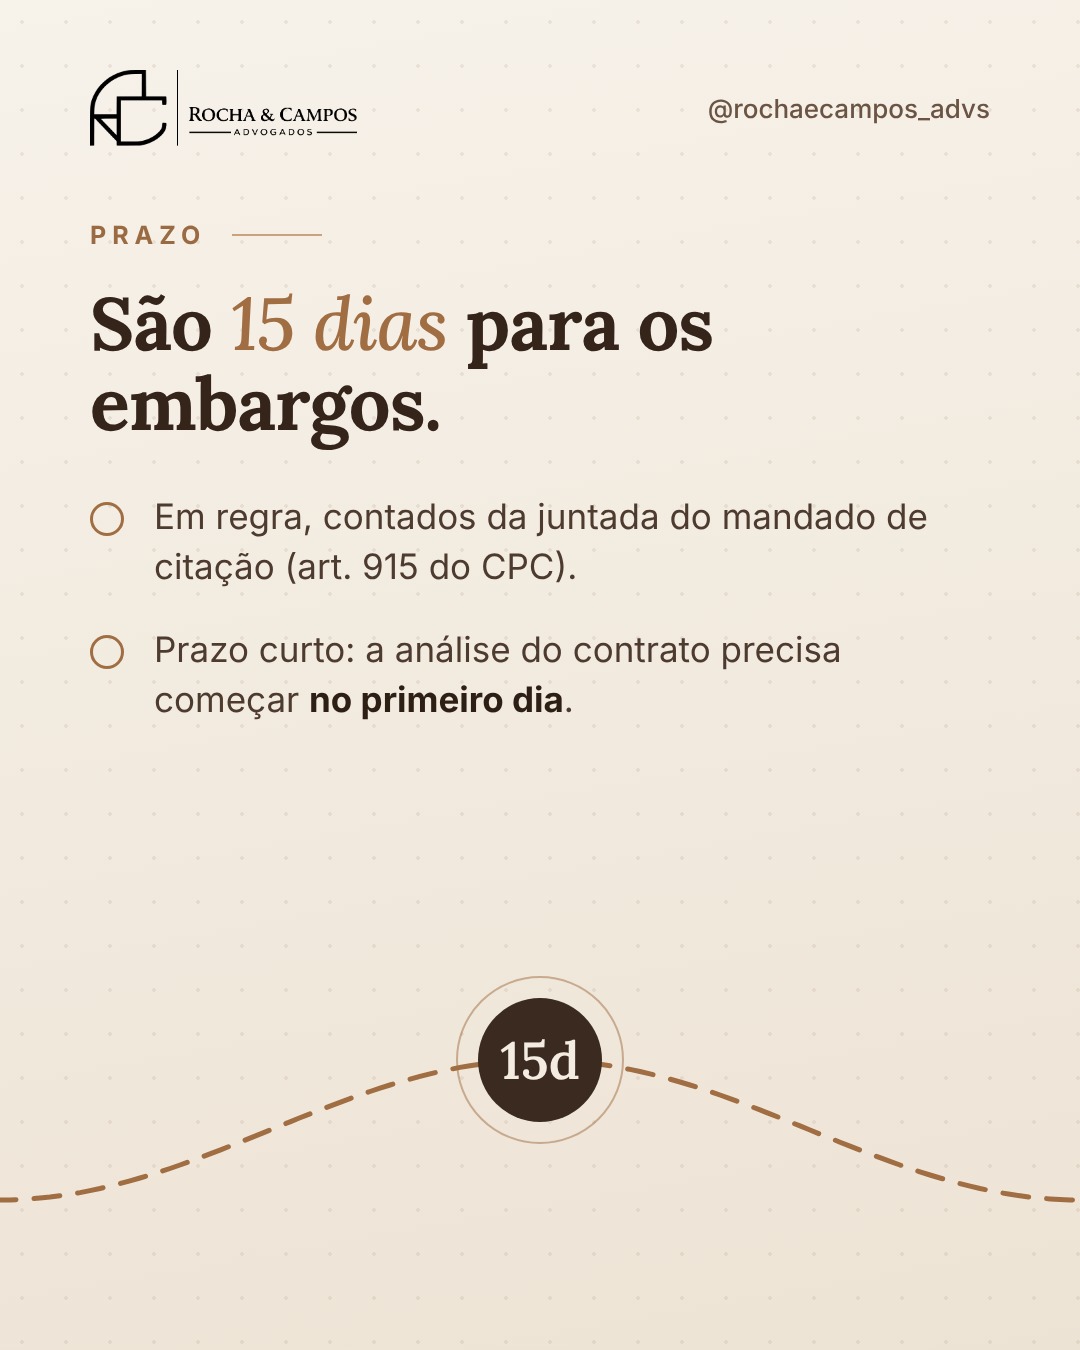 ROCHA & CAMPOS
ADVOGADOS
@rochaecampos_advs
PRAZO
São 15 dias para os
embargos.
Em regra, contados da juntada do mandado de
citação (art. 915 do CPC).
Prazo curto: a análise do contrato precisa
começar no primeiro dia.
15d